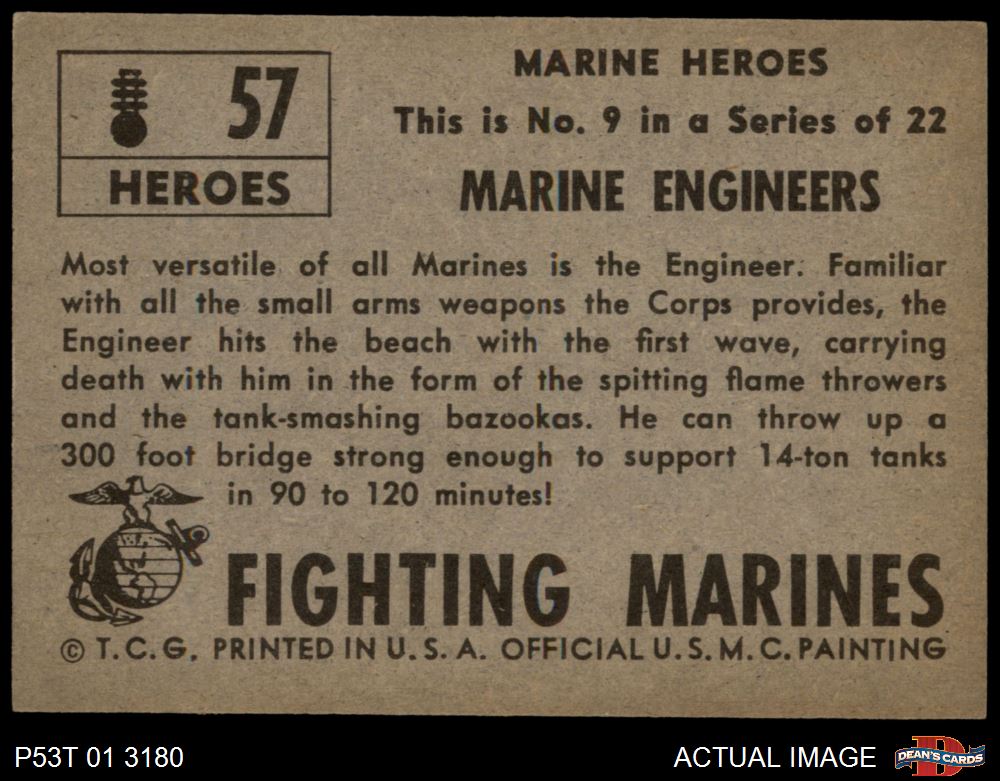 57
HEROES
MARINE HEROES
This is No. 9 in a Series of 22
MARINE ENGINEERS
Most versatile of all Marines is the Engineer. Familiar
with all the small arms weapons the Corps provides, the
Engineer hits the beach with the first wave, carrying
death with him in the form of the spitting flame throwers
and the tank-smashing bazookas. He can throw up a
300 foot bridge strong enough to support 14-ton tanks
in 90 to 120 minutes!
FIGHTING MARINES
© T.C.G. PRINTED IN U.S.A. OFFICIAL U.S.M.C. PAINTING
P53T 01 3180
ACTUAL IMAGE
DEAN'S CARDS